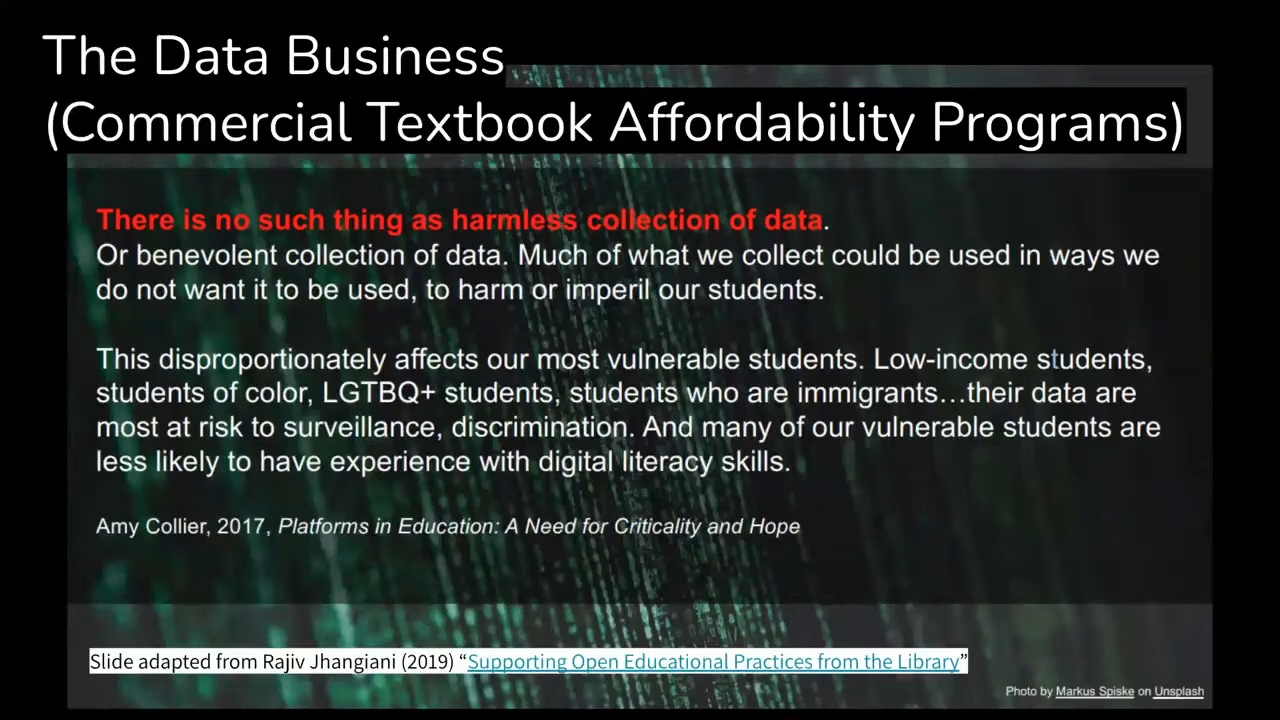 The Data Business
(Commercial Textbook Affordability Programs)
There is no such thing as harmless collection of data.
Or benevolent collection of data. Much of what we collect could be used in ways we
do not want it to be used, to harm or imperil our students.
This disproportionately affects our most vulnerable students. Low-income students,
students of color, LGTBQ+ students, students who are immigrants…their data are
most at risk to surveillance, discrimination. And many of our vulnerable students are
less likely to have experience with digital literacy skills.
Amy Collier, 2017, Platforms in Education: A Need for Criticality and Hope
Slide adapted from Rajiv Jhangiani (2019) “Supporting Open Educational Practices from the Library”
Photo by Markus Spiske on Unsplash